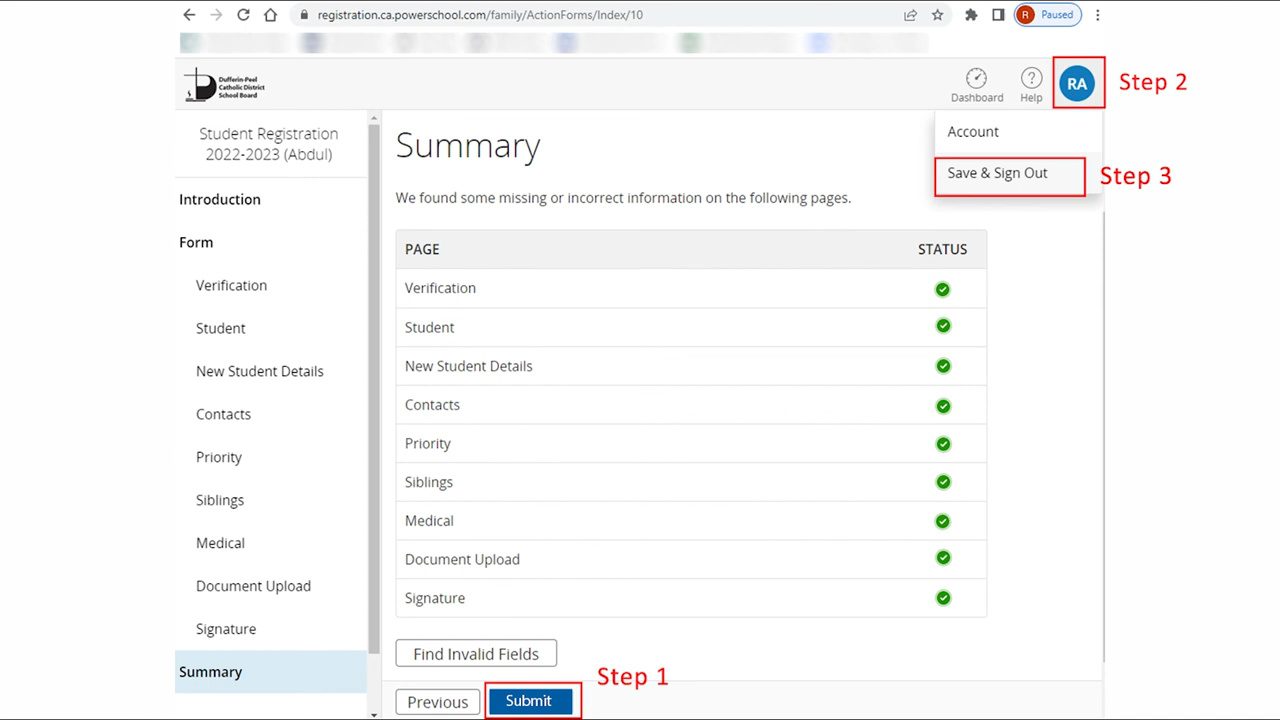 registration.ca.powerschool.com/family/ActionForms/Index/10
R Paused
Dufferin-Peel
Catholic District
School Board
Dashboard
Help
RA
Step 2
Account
Save & Sign Out
Step 3
Student Registration
2022-2023 (Abdul)
Introduction
Form
Verification
Student
New Student Details
Contacts
Priority
Siblings
Medical
Document Upload
Signature
Summary
Summary
We found some missing or incorrect information on the following pages.
PAGE STATUS
Verification
Student
New Student Details
Contacts
Priority
Siblings
Medical
Document Upload
Signature
Find Invalid Fields
Step 1
Previous
Submit